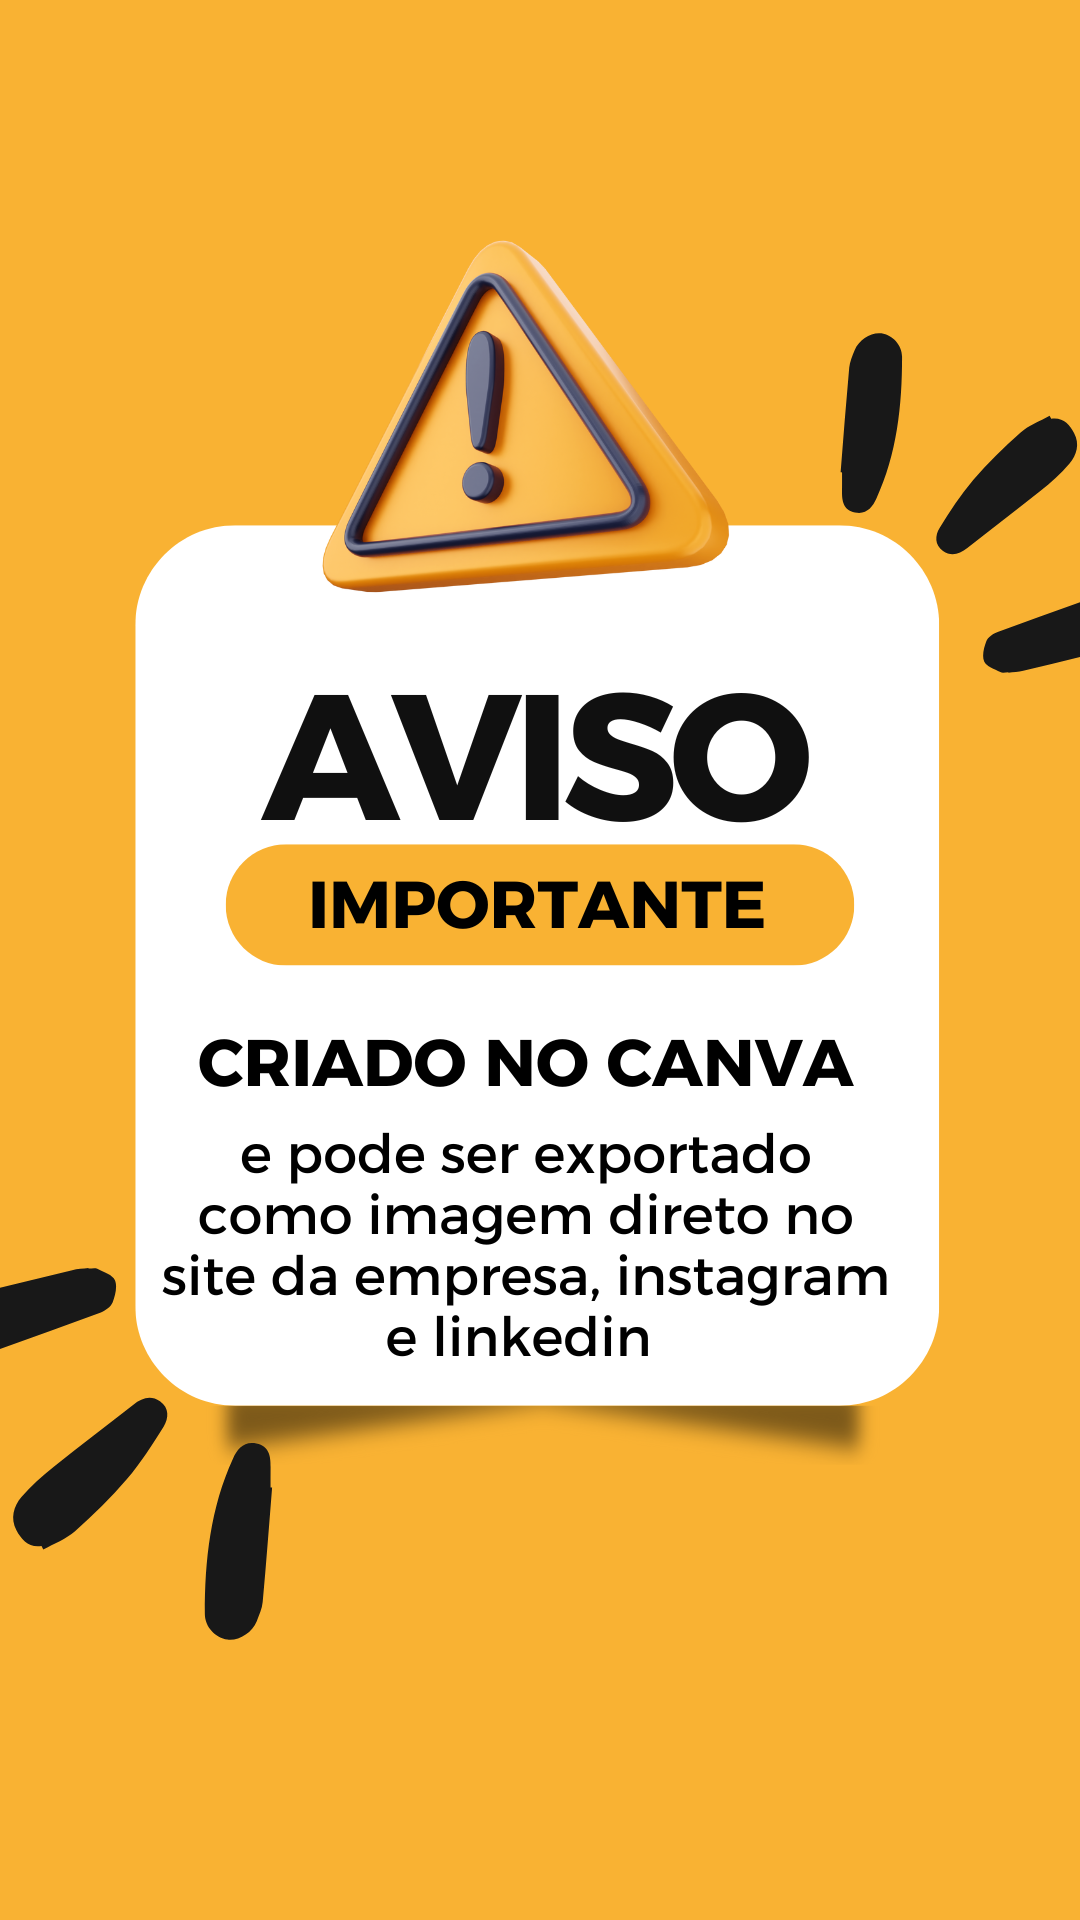 AVISO
IMPORTANTE
CRIADO NO CANVA
e pode ser exportado
como imagem direto no
site da empresa, instagram
e linkedin